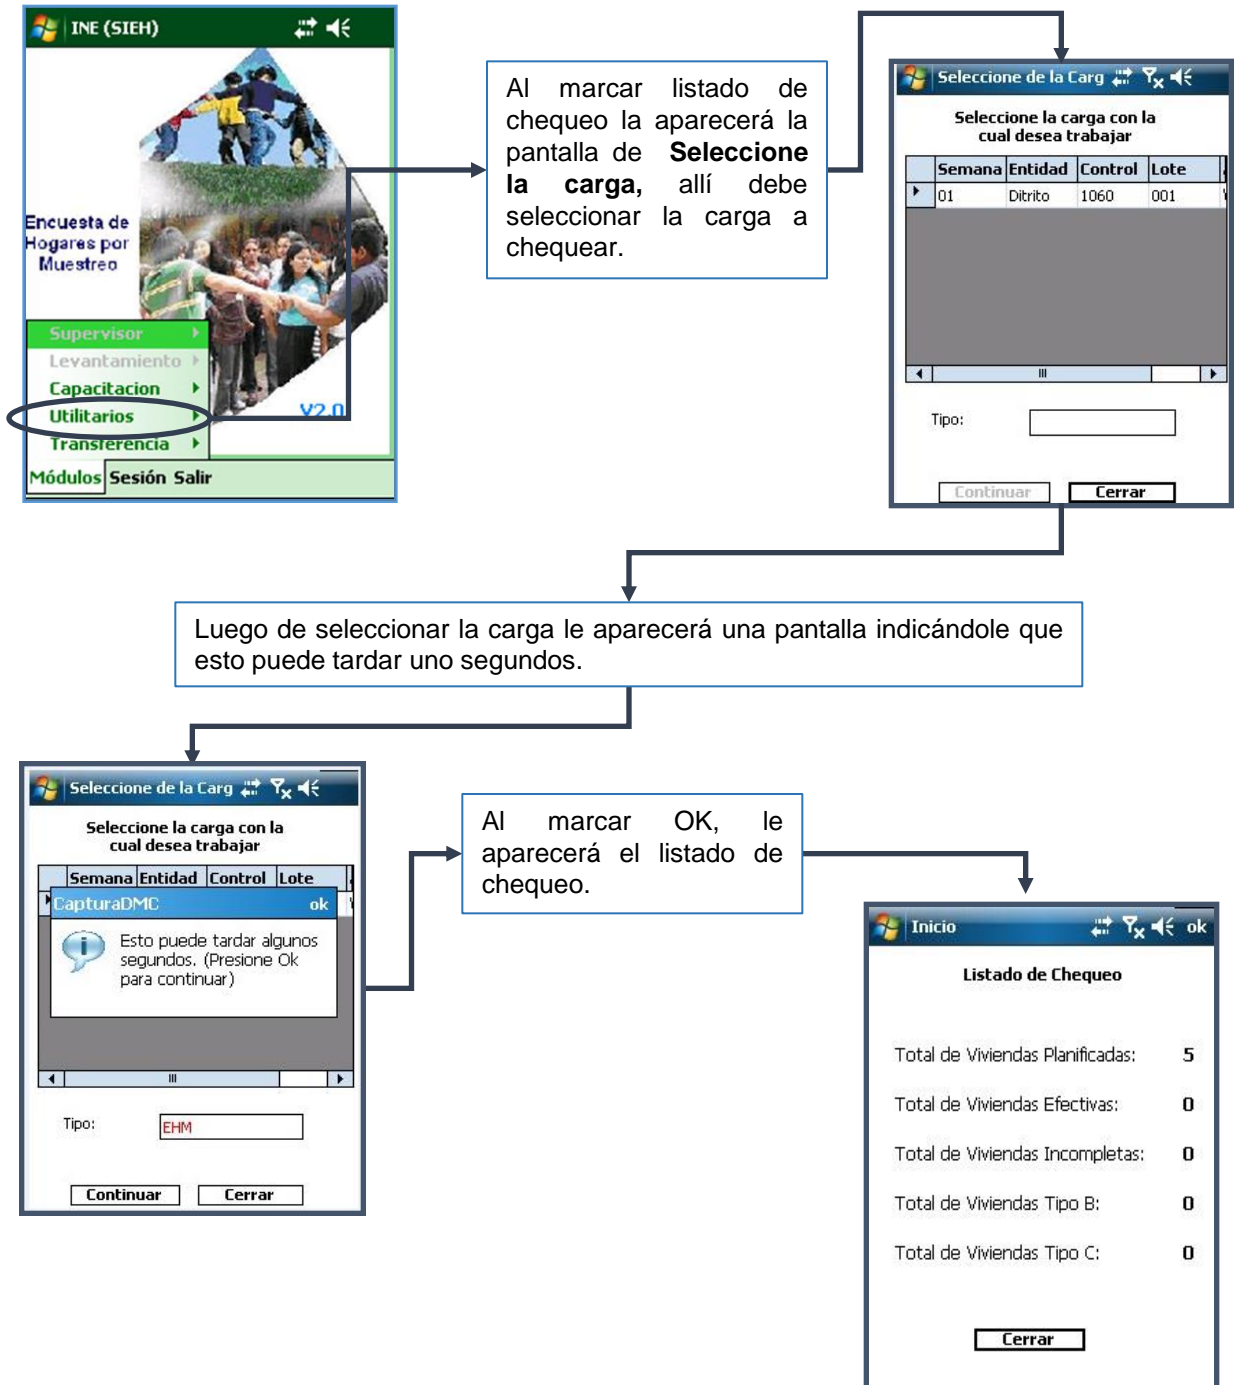 INE (SIEH)
Encuesta de
Hogares por
Muestreo
Supervisor
Levantamiento
Capacitacion
Utilitarios
Transferencia
V2.0
Módulos Sesión Salir
Al marcar listado de
chequeo la aparecerá la
pantalla de Seleccione
la carga, allí debe
seleccionar la carga a
chequear.
Seleccione de la Carg
Seleccione la carga con la
cual desea trabajar
Semana Entidad Control Lote
01 Ditrito 1060 001
Tipo:
Continuar Cerrar
Luego de seleccionar la carga le aparecerá una pantalla indicándole que
esto puede tardar uno segundos.
Seleccione de la Carg
Seleccione la carga con la
cual desea trabajar
Semana Entidad Control Lote
CapturaDMC ok
Esto puede tardar algunos
segundos. (Presione Ok
para continuar)
Tipo: EHM
Continuar Cerrar
Al marcar OK, le
aparecerá el listado de
chequeo.
Inicio ok
Listado de Chequeo
Total de Viviendas Planificadas: 5
Total de Viviendas Efectivas: 0
Total de Viviendas Incompletas: 0
Total de Viviendas Tipo B: 0
Total de Viviendas Tipo C: 0
Cerrar